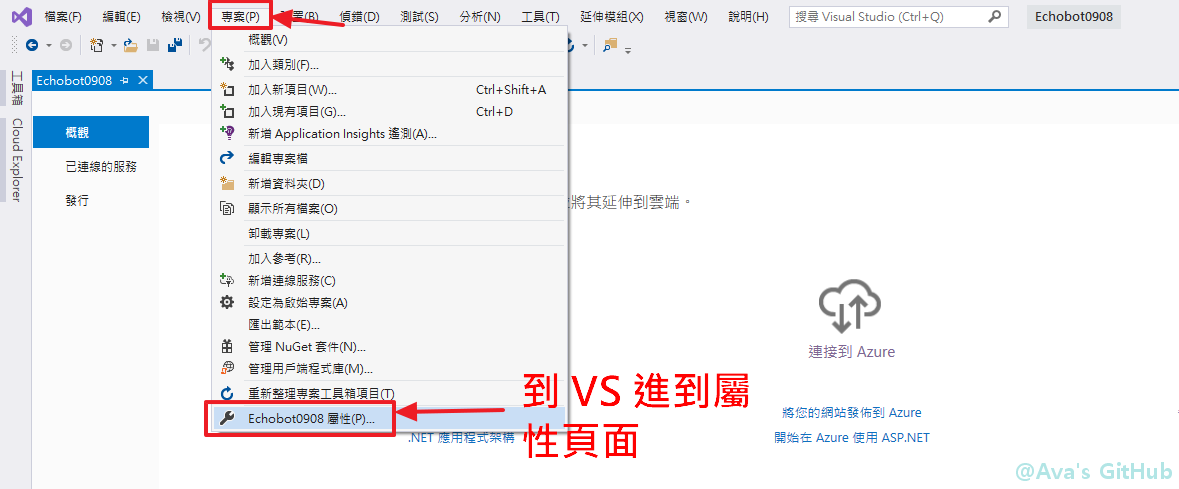 檔案(F) 編輯(E) 檢視(V) 專案(P) 建置(B) 偵錯(D) 測試(S) 分析(N) 工具(T) 延伸模組(X) 視窗(W) 說明(H) 搜尋 Visual Studio (Ctrl+Q) Echobot0908
工具箱
Cloud Explorer
Echobot0908
概觀
已連線的服務
發行
概觀(V)
加入類別(F)...
加入新項目(W)... Ctrl+Shift+A
加入現有項目(G)... Ctrl+D
新增 Application Insights 遙測(A)...
編輯專案檔
新增資料夾(D)
顯示所有檔案(O)
卸載專案(L)
加入參考(R)...
新增連線服務(C)
設定為啟始專案(A)
匯出範本(E)...
管理 NuGet 套件(N)...
管理用戶端程式庫(M)...
重新整理專案工具箱項目(T)
Echobot0908 屬性(P)...
將其延伸到雲端。
連接到 Azure
到 VS 進到屬
性頁面
.NET 應用程式架構
將您的網站發佈到 Azure
開始在 Azure 使用 ASP.NET
@Ava's GitHub